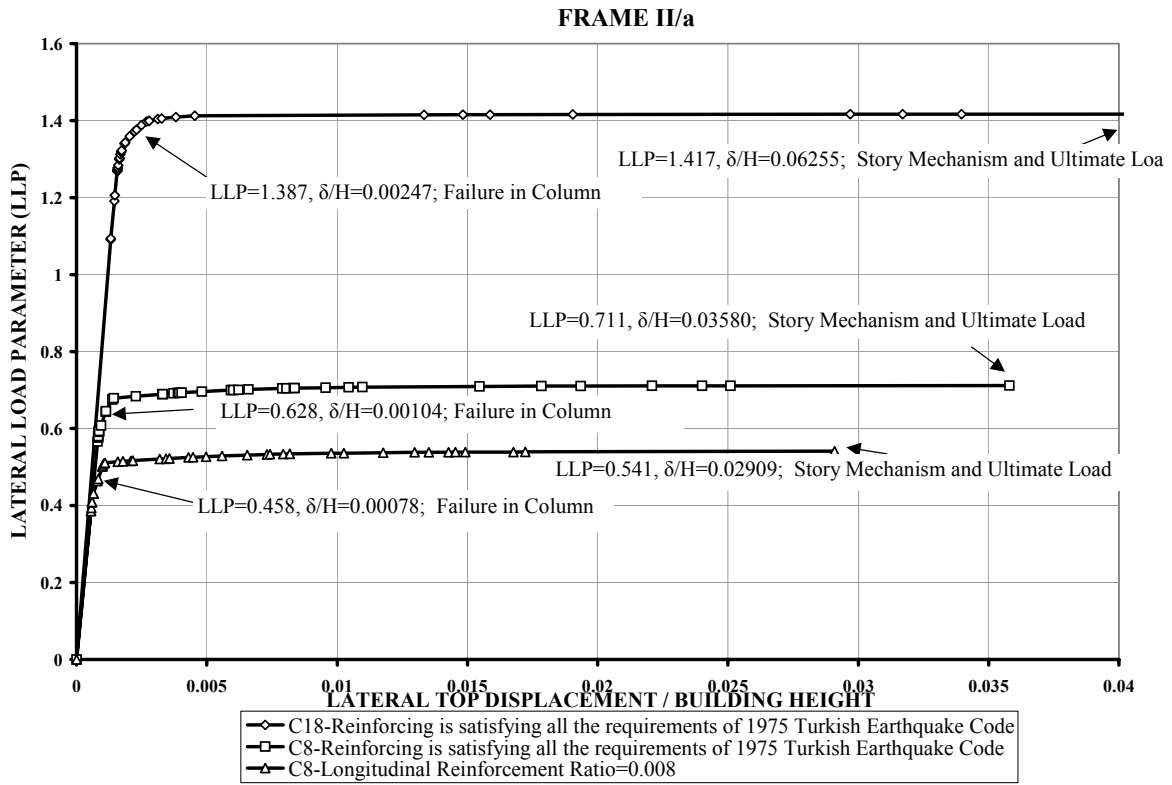 FRAME II/a
LATERAL LOAD PARAMETER (LLP)
1.6
1.4
1.2
1
0.8
0.6
0.4
0.2
0
LLP=1.417, δ/H=0.06255; Story Mechanism and Ultimate Loa
LLP=1.387, δ/H=0.00247; Failure in Column
LLP=0.711, δ/H=0.03580; Story Mechanism and Ultimate Load
LLP=0.628, δ/H=0.00104; Failure in Column
LLP=0.541, δ/H=0.02909; Story Mechanism and Ultimate Load
LLP=0.458, δ/H=0.00078; Failure in Column
0 0.005 0.01 0.015 0.02 0.025 0.03 0.035 0.04
LATERAL TOP DISPLACEMENT / BUILDING HEIGHT
C18-Reinforcing is satisfying all the requirements of 1975 Turkish Earthquake Code
C8-Reinforcing is satisfying all the requirements of 1975 Turkish Earthquake Code
C8-Longitudinal Reinforcement Ratio=0.008